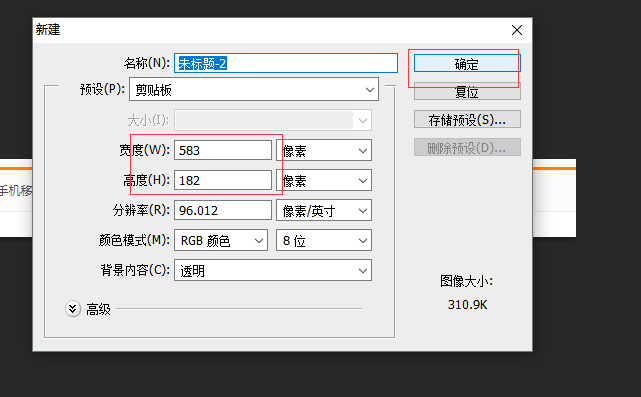 新建
名称(N): 未标题-2
确定
预设(P): 剪贴板
复位
大小(I):
存储预设(S)...
宽度(W): 583 像素
删除预设(D)...
手机移
高度(H): 182 像素
分辨率(R): 96.012 像素/英寸
颜色模式(M): RGB 颜色 8 位
背景内容(C): 透明
图像大小:
310.9K
高级